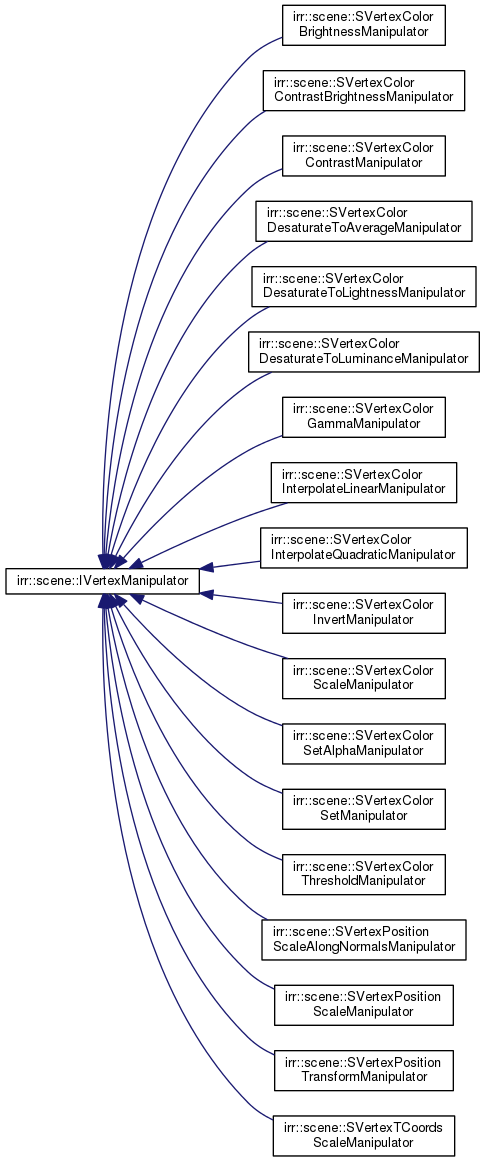 irr::scene::SVertexColor
BrightnessManipulator
irr::scene::SVertexColor
ContrastBrightnessManipulator
irr::scene::SVertexColor
ContrastManipulator
irr::scene::SVertexColor
DesaturateToAverageManipulator
irr::scene::SVertexColor
DesaturateToLightnessManipulator
irr::scene::SVertexColor
DesaturateToLuminanceManipulator
irr::scene::SVertexColor
GammaManipulator
irr::scene::SVertexColor
InterpolateLinearManipulator
irr::scene::SVertexColor
InterpolateQuadraticManipulator
irr::scene::IVertexManipulator
irr::scene::SVertexColor
InvertManipulator
irr::scene::SVertexColor
ScaleManipulator
irr::scene::SVertexColor
SetAlphaManipulator
irr::scene::SVertexColor
SetManipulator
irr::scene::SVertexColor
ThresholdManipulator
irr::scene::SVertexPosition
ScaleAlongNormalsManipulator
irr::scene::SVertexPosition
ScaleManipulator
irr::scene::SVertexPosition
TransformManipulator
irr::scene::SVertexTCoords
ScaleManipulator